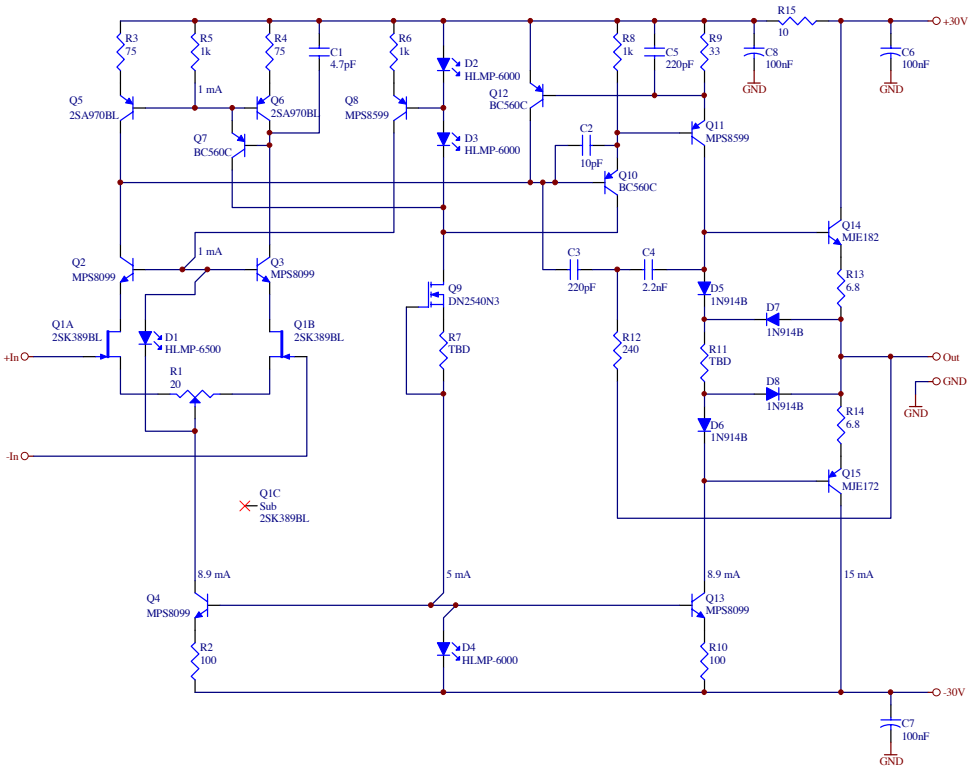 R15
10
+30V
R3
75
R5
1k
R4
75
C1
4.7pF
R6
1k
D2
HLMP-6000
R8
1k
C5
220pF
R9
33
C8
100nF
GND
C6
100nF
GND
1 mA
Q5
2SA970BL
Q6
2SA970BL
Q8
MPS8599
Q12
BC560C
Q7
BC560C
D3
HLMP-6000
C2
10pF
Q11
MPS8599
Q10
BC560C
Q14
MJE182
1 mA
Q2
MPS8099
Q3
MPS8099
C3
220pF
C4
2.2nF
R13
6.8
Q9
DN2540N3
D5
1N914B
D7
1N914B
Q1A
2SK389BL
Q1B
2SK389BL
D1
HLMP-6500
R7
TBD
R12
240
R11
TBD
+In
Out
R1
20
D8
1N914B
GND
GND
D6
1N914B
R14
6.8
-In
Q15
MJE172
Q1C
Sub
2SK389BL
8.9 mA
5 mA
8.9 mA
15 mA
Q4
MPS8099
Q13
MPS8099
R2
100
D4
HLMP-6000
R10
100
-30V
C7
100nF
GND